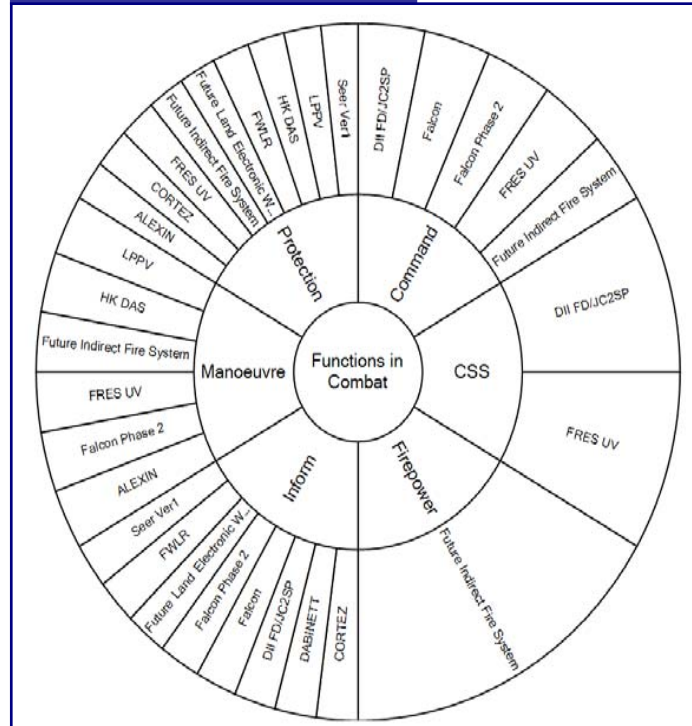 Functions in
Combat
Command
CSS
Firepower
Inform
Manoeuvre
Protection
DII FD/JC2SP
Falcon
Falcon Phase 2
FRES UV
Future Indirect Fire System
DII FD/JC2SP
FRES UV
Future Indirect Fire System
CORTEZ
DABINETT
DII FD/JC2SP
Falcon
Falcon Phase 2
Future Land Electronic W...
FWLR
Seer Ver1
ALEXIN
Falcon Phase 2
FRES UV
Future Indirect Fire System
HK DAS
LPPV
ALEXIN
CORTEZ
FRES UV
Future Indirect Fire System
Future Land Electronic W...
FWLR
HK DAS
LPPV
Seer Ver1